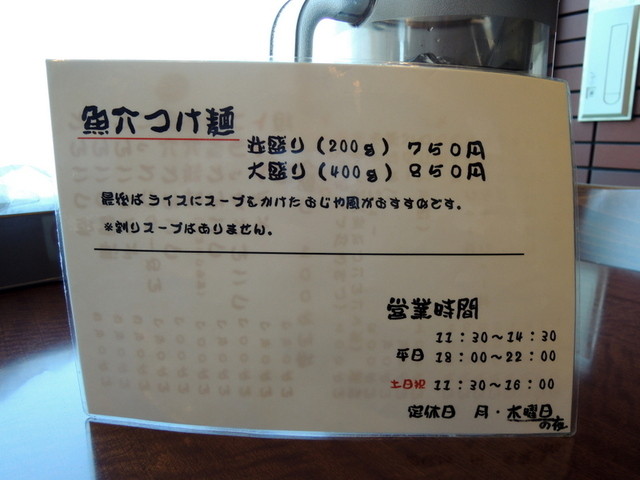 魚介つけ麺
並盛り(200g) 750円
大盛り(400g) 850円
最後はライスにスープをかけたおじや風がおすすめです。
※割りスープはありません。
営業時間
11:30～14:30
平日 18:00～22:00
土日祝 11:30～16:00
定休日 月・水曜日
の夜